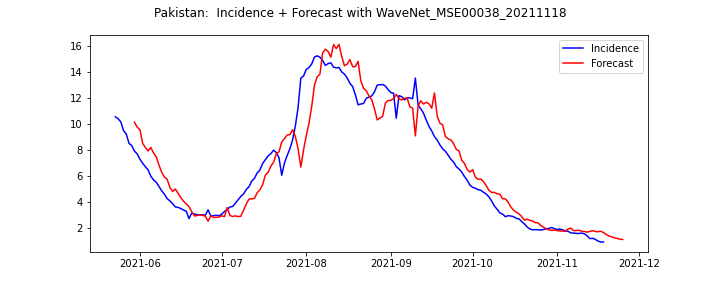 Pakistan:  Incidence + Forecast with WaveNet_MSE00038_20211118
Incidence
Forecast
16
14
12
10
8
6
4
2
2021-06 2021-07 2021-08 2021-09 2021-10 2021-11 2021-12